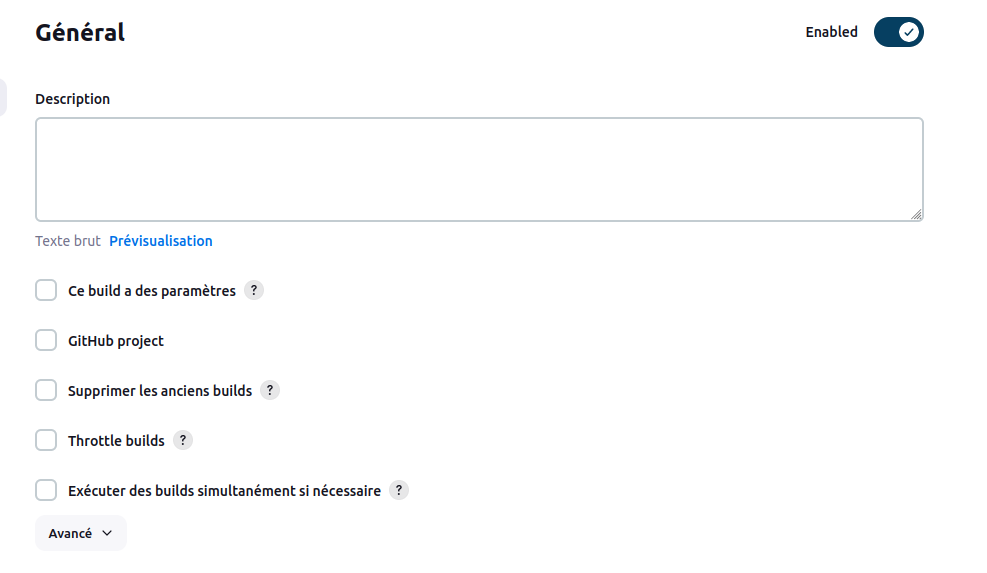 Général
Enabled
Description
Texte brut Prévisualisation
Ce build a des paramètres ?
GitHub project
Supprimer les anciens builds ?
Throttle builds ?
Exécuter des builds simultanément si nécessaire ?
Avancé